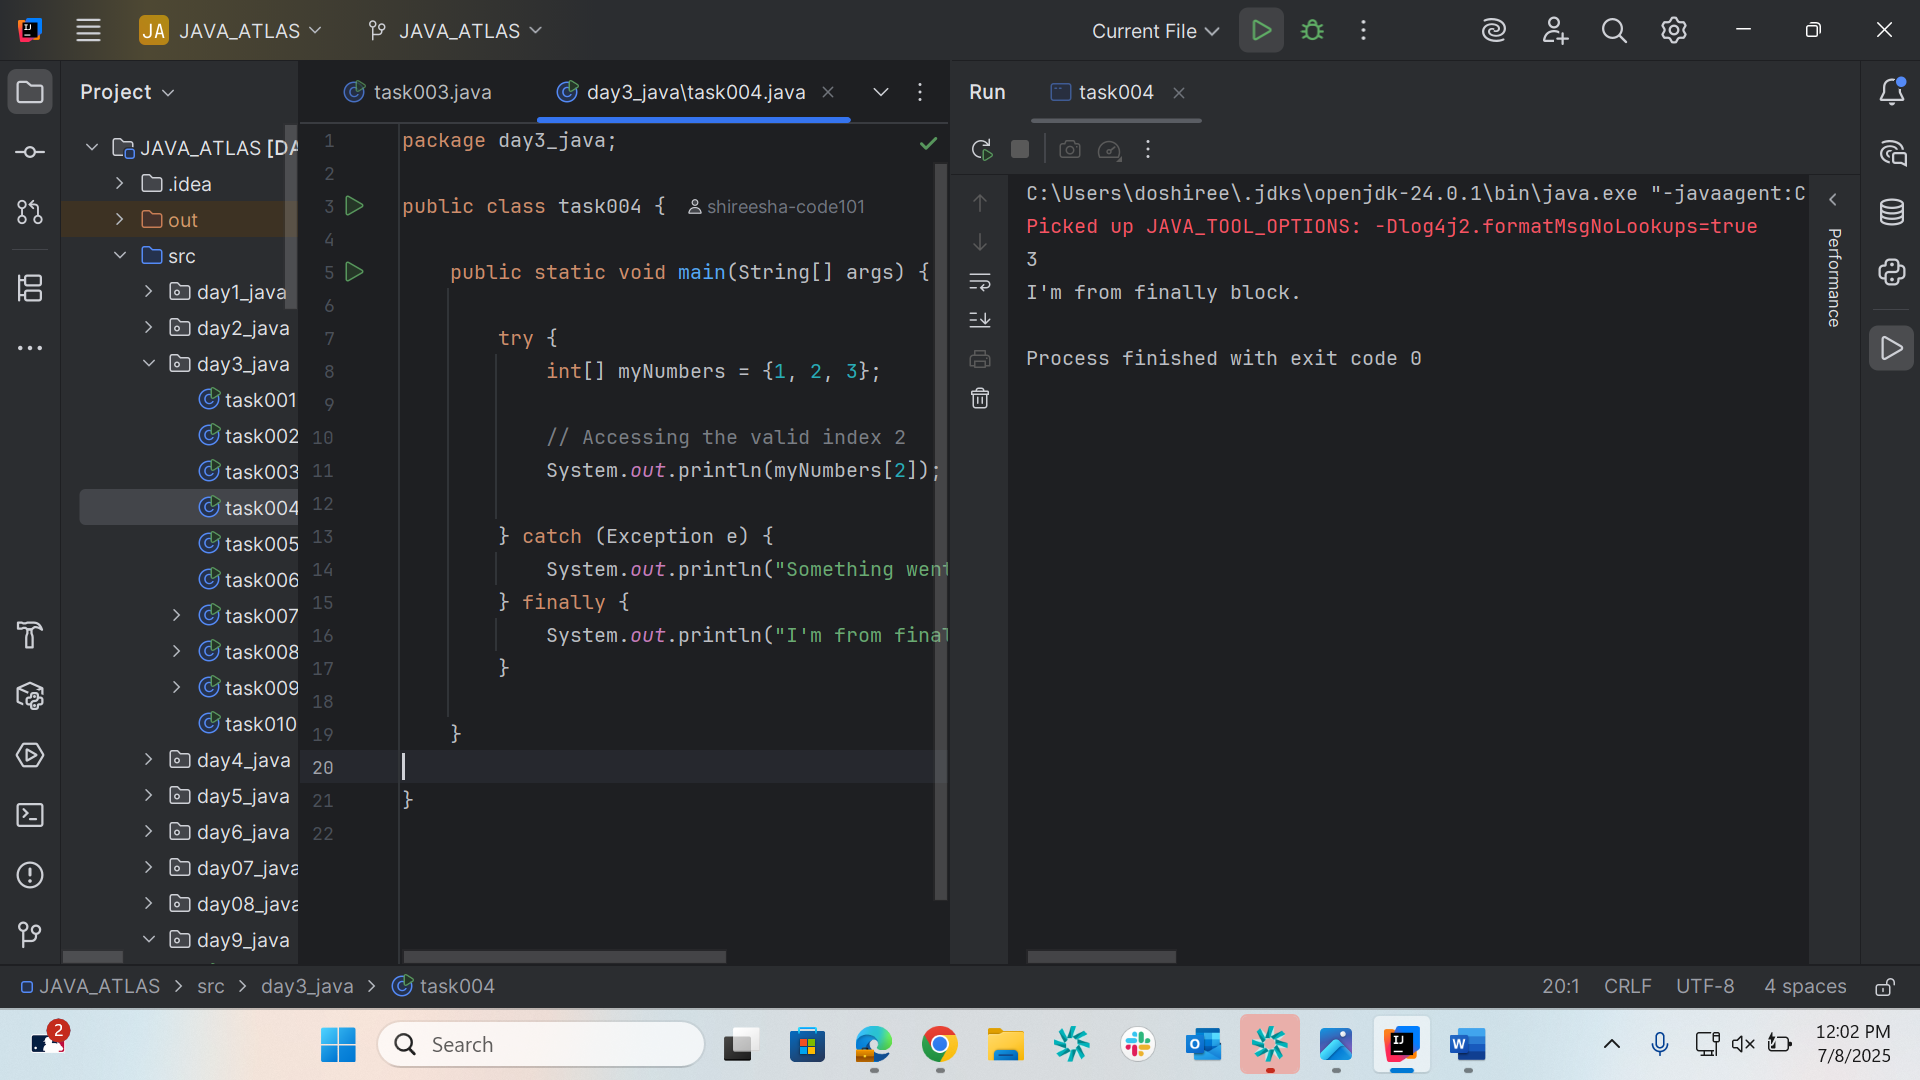 JA JAVA_ATLAS JAVA_ATLAS Current File
Project
task003.java day3_java\task004.java
Run task004
JAVA_ATLAS [DA
.idea
out
src
day1_java
day2_java
day3_java
task001
task002
task003
task004
task005
task006
task007
task008
task009
task010
day4_java
day5_java
day6_java
day07_java
day08_java
day9_java
1 package day3_java;
2
3 public class task004 { shireesha-code101
4
5 public static void main(String[] args) {
6
7 try {
8 int[] myNumbers = {1, 2, 3};
9
10 // Accessing the valid index 2
11 System.out.println(myNumbers[2]);
12
13 } catch (Exception e) {
14 System.out.println("Something went
15 } finally {
16 System.out.println("I'm from final
17 }
18
19 }
20
21 }
22
C:\Users\doshiree\.jdks\openjdk-24.0.1\bin\java.exe "-javaagent:C
Picked up JAVA_TOOL_OPTIONS: -Dlog4j2.formatMsgNoLookups=true
3
I'm from finally block.
Process finished with exit code 0
Performance
JAVA_ATLAS > src > day3_java > task004
20:1 CRLF UTF-8 4 spaces
2
Search
12:02 PM
7/8/2025